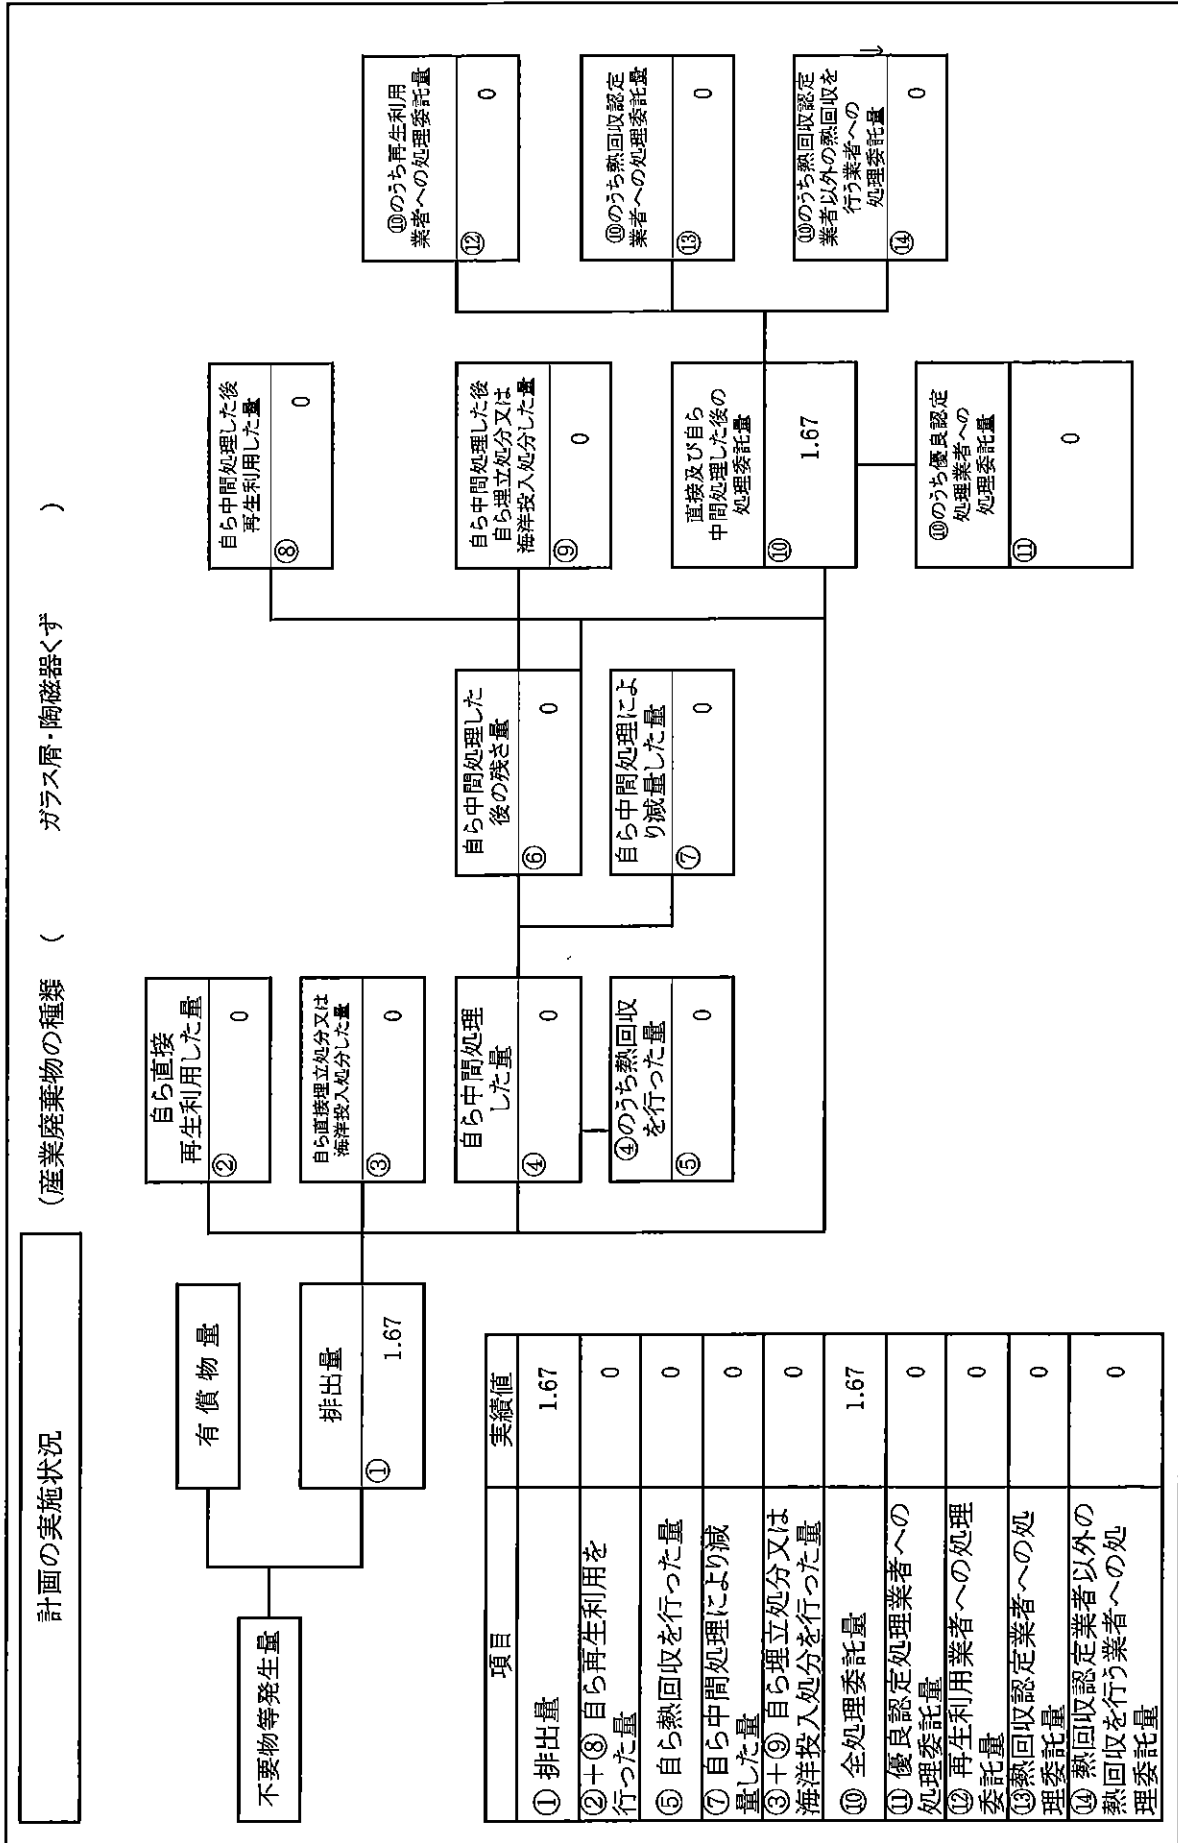 計画の実施状況
(産業廃棄物の種類 ( ガラス屑・陶磁器くず )
不要物等発生量
有償物量
排出量
① 1.67
自ら直接
再生利用した量
② 0
自ら直接埋立処分又は
海洋投入処分した量
③ 0
自ら中間処理
した量
④ 0
④のうち熱回収
を行った量
⑤ 0
自ら中間処理した
後の残さ量
⑥ 0
自ら中間処理によ
り減量した量
⑦ 0
自ら中間処理した後
再生利用した量
⑧ 0
自ら中間処理した後
自ら埋立処分又は
海洋投入処分した量
⑨ 0
直接及び自ら
中間処理した後の
処理委託量
⑩ 1.67
⑩のうち優良認定
処理業者への
処理委託量
⑪ 0
⑩のうち再生利用
業者への処理委託量
⑫ 0
⑩のうち熱回収認定
業者への処理委託量
⑬ 0
⑩のうち熱回収認定
業者以外の熱回収を
行う業者への
処理委託量
⑭ 0
項目 実績値
① 排出量 1.67
②+⑧ 自ら再生利用を
行った量 0
⑤ 自ら熱回収を行った量 0
⑦ 自ら中間処理により減
量した量 0
③+⑨ 自ら埋立処分又は
海洋投入処分を行った量 0
⑩ 全処理委託量 1.67
⑪ 優良認定処理業者への
処理委託量 0
⑫ 再生利用業者への処理
委託量 0
⑬熱回収認定業者への処
理委託量 0
⑭ 熱回収認定業者以外の
熱回収を行う業者への処
理委託量 0